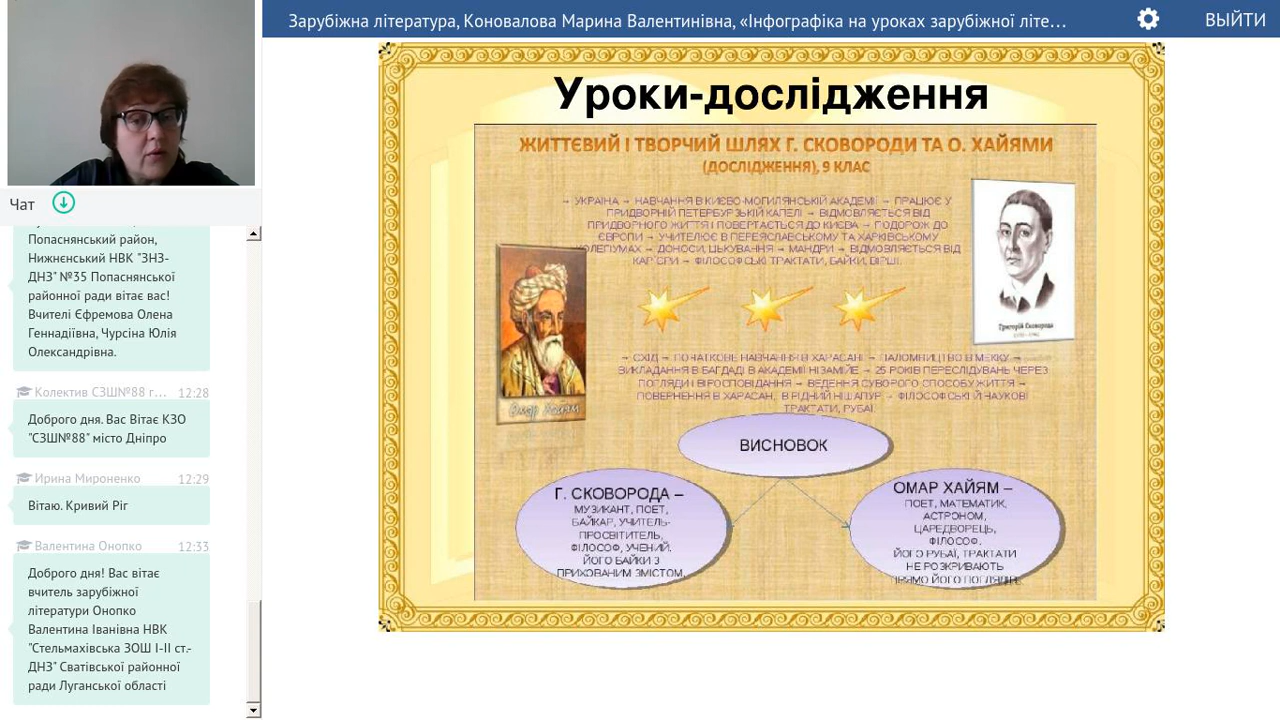 Зарубіжна література, Коновалова Марина Валентинівна, «Інфографіка на уроках зарубіжної літе...
ВЫЙТИ
Чат
Попаснянський район,
Нижнєнський НВК "ЗНЗ-
ДНЗ" №35 Попаснянської
районної ради вітає вас!
Вчителі Єфремова Олена
Геннадіївна, Чурсіна Юлія
Олександрівна.
Колектив СЗШ№88 г... 12:28
Доброго дня. Вас Вітає КЗО
"СЗШ№88" місто Дніпро
Ирина Мироненко 12:29
Вітаю. Кривий Ріг
Валентина Онопко 12:33
Доброго дня! Вас вітає
вчитель зарубіжної
літератури Онопко
Валентина Іванівна НВК
"Стельмахівська ЗОШ І-ІІ ст.-
ДНЗ" Сватівської районної
ради Луганської області
Уроки-дослідження
ЖИТТЄВИЙ І ТВОРЧИЙ ШЛЯХ Г. СКОВОРОДИ ТА О. ХАЙЯМИ
(ДОСЛІДЖЕННЯ), 9 КЛАС
→ УКРАЇНА → НАВЧАННЯ В КИЄВО-МОГИЛЯНСЬКІЙ АКАДЕМІЇ → ПРАЦЮЄ У
ПРИДВОРНІЙ ПЕТЕРБУРЗЬКІЙ КАПЕЛІ → ВІДМОВЛЯЄТЬСЯ ВІД
ПРИДВОРНОГО ЖИТТЯ І ПОВЕРТАЄТЬСЯ ДО КИЄВА → ПОДОРОЖ ДО
ЄВРОПИ → УЧИТЕЛЮЄ В ПЕРЕЯСЛАВСЬКОМУ ТА ХАРКІВСЬКОМУ
КОЛЕГІУМАХ → ДОНОСИ, ЦЬКУВАННЯ → МАНДРИ → ВІДМОВЛЯЄТЬСЯ ВІД
КАР`ЄРИ → ФІЛОСОФСЬКІ ТРАКТАТИ, БАЙКИ, ВІРШІ.
Григорій Сковорода
Омар Хайям
→ СХІД → ПОЧАТКОВЕ НАВЧАННЯ В ХАРАСАНІ → ПАЛОМНИЦТВО В МЕККУ →
ВИКЛАДАННЯ В БАГДАДІ В АКАДЕМІЇ НІЗАМІЙЄ → 25 РОКІВ ПЕРЕСЛІДУВАНЬ ЧЕРЕЗ
ПОГЛЯДИ І ВІРОСПОВІДАННЯ → ВЕДЕННЯ СУВОРОГО СПОСОБУ ЖИТТЯ →
ПОВЕРНЕННЯ В ХАРАСАН, В РІДНИЙ НІШАПУР → ФІЛОСОФСЬКІ Й НАУКОВІ
ТРАКТАТИ, РУБАЇ.
ВИСНОВОК
Г. СКОВОРОДА –
МУЗИКАНТ, ПОЕТ,
БАЙКАР, УЧИТЕЛЬ-
ПРОСВІТИТЕЛЬ,
ФІЛОСОФ, УЧЕНИЙ.
ЙОГО БАЙКИ З
ПРИХОВАНИМ ЗМІСТОМ,
ОМАР ХАЙЯМ –
ПОЕТ, МАТЕМАТИК,
АСТРОНОМ,
ЦАРЕДВОРЕЦЬ,
ФІЛОСОФ.
ЙОГО РУБАЇ, ТРАКТАТИ
НЕ РОЗКРИВАЮТЬ
ПРЯМО ЙОГО ПОГЛЯДІВ.